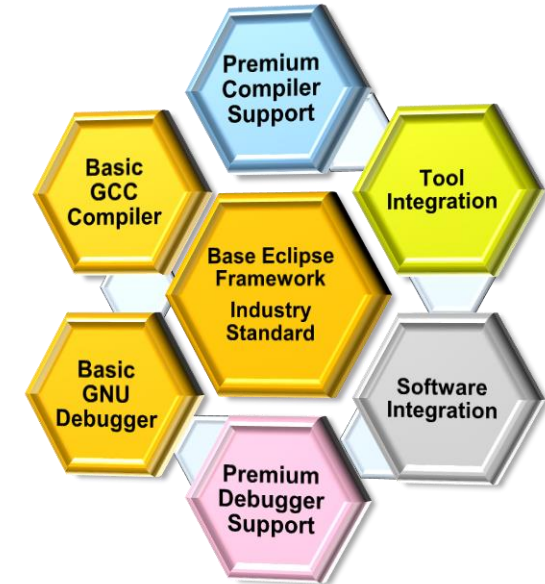 Premium
Compiler
Support
Basic
GCC
Compiler
Tool
Integration
Base Eclipse
Framework
Industry
Standard
Basic
GNU
Debugger
Software
Integration
Premium
Debugger
Support